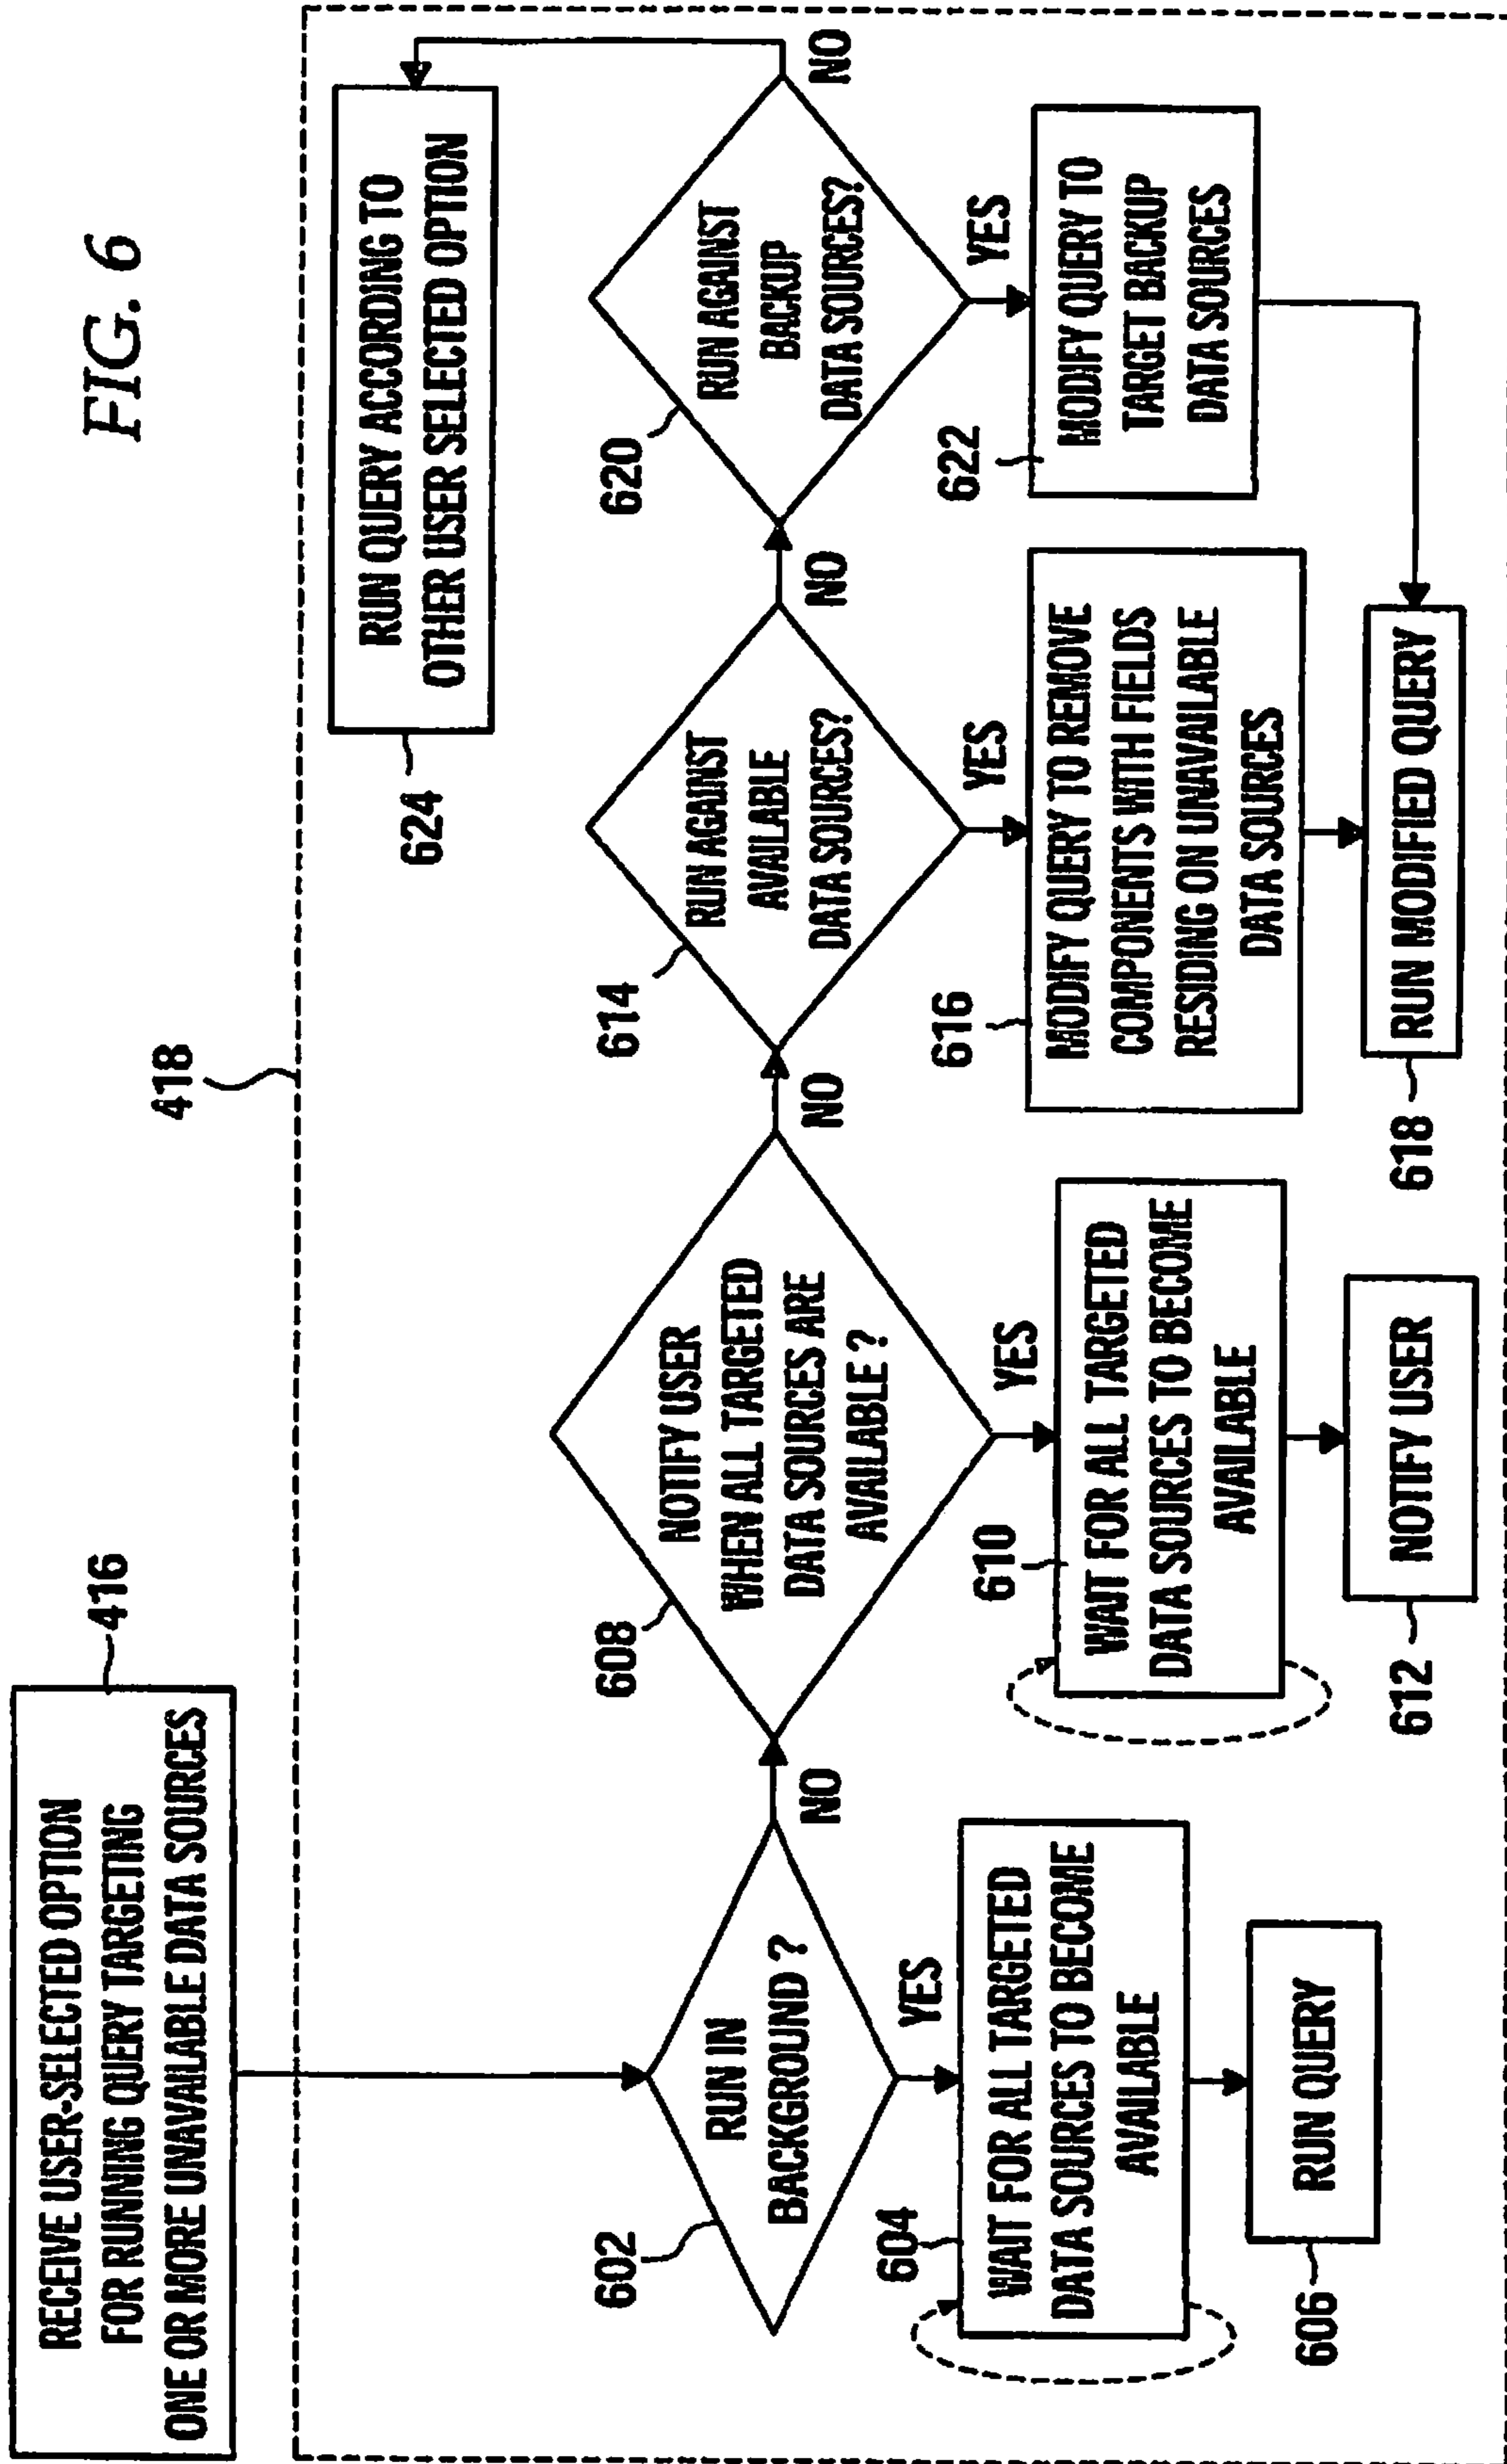 FIG. 6
RECEIVE USER-SELECTED OPTION
FOR RUNNING QUERY TARGETING
ONE OR MORE UNAVAILABLE DATA SOURCES
416
418
602
RUN IN
BACKGROUND ?
NO
YES
604
WAIT FOR ALL TARGETED
DATA SOURCES TO BECOME
AVAILABLE
606
RUN QUERY
608
NOTIFY USER
WHEN ALL TARGETED
DATA SOURCES ARE
AVAILABLE ?
NO
YES
610
WAIT FOR ALL TARGETED
DATA SOURCES TO BECOME
AVAILABLE
612
NOTIFY USER
614
RUN AGAINST
AVAILABLE
DATA SOURCES?
NO
YES
616
MODIFY QUERY TO REMOVE
COMPONENTS WITH FIELDS
RESIDING ON UNAVAILABLE
DATA SOURCES
618
RUN MODIFIED QUERY
620
RUN AGAINST
BACKUP
DATA SOURCES?
NO
YES
622
MODIFY QUERY TO
TARGET BACKUP
DATA SOURCES
624
RUN QUERY ACCORDING TO
OTHER USER SELECTED OPTION